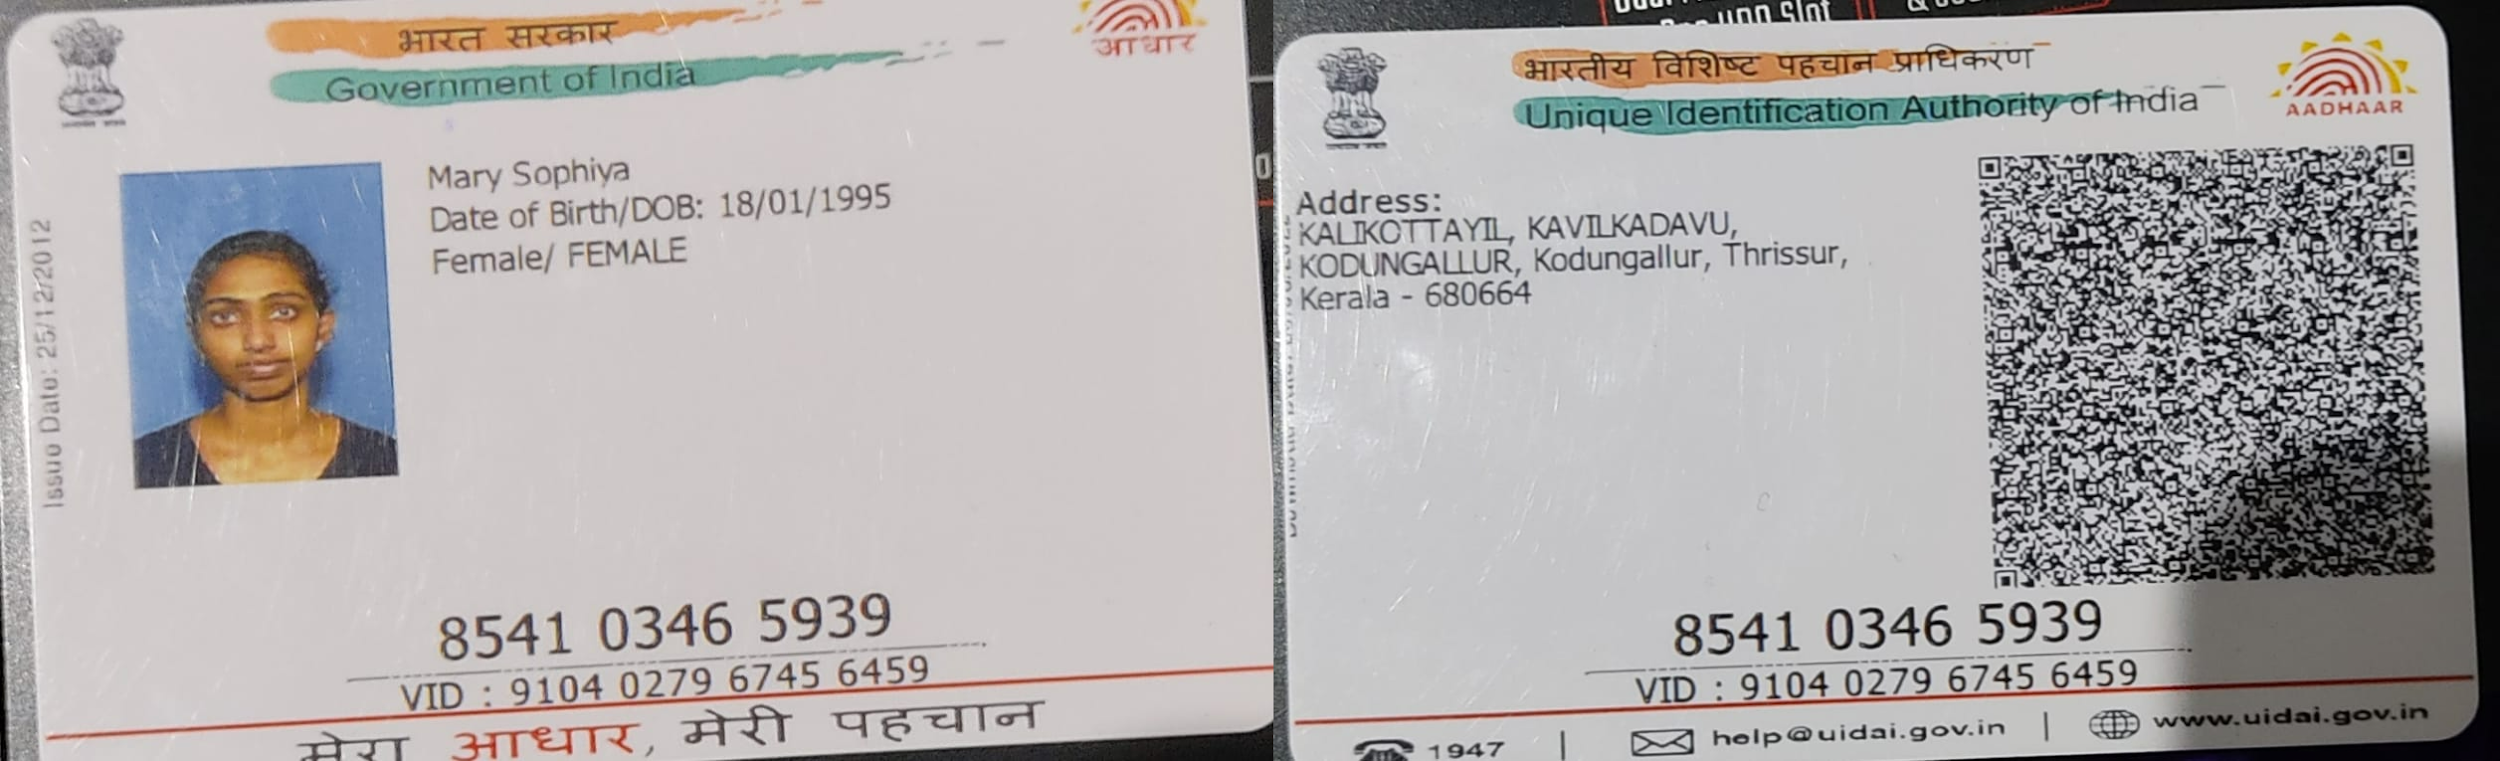 भारत सरकार
Government of India
आधार
Issue Date: 25/12/2012
Mary Sophiya
Date of Birth/DOB: 18/01/1995
Female/ FEMALE
8541 0346 5939
VID : 9104 0279 6745 6459
मेरा आधार, मेरी पहचान
भारतीय विशिष्ट पहचान प्राधिकरण
Unique Identification Authority of India
AADHAAR
Address:
KALIKOTTAYIL, KAVILKADAVU,
KODUNGALLUR, Kodungallur, Thrissur,
Kerala - 680664
8541 0346 5939
VID : 9104 0279 6745 6459
1947 | help@uidai.gov.in | www.uidai.gov.in